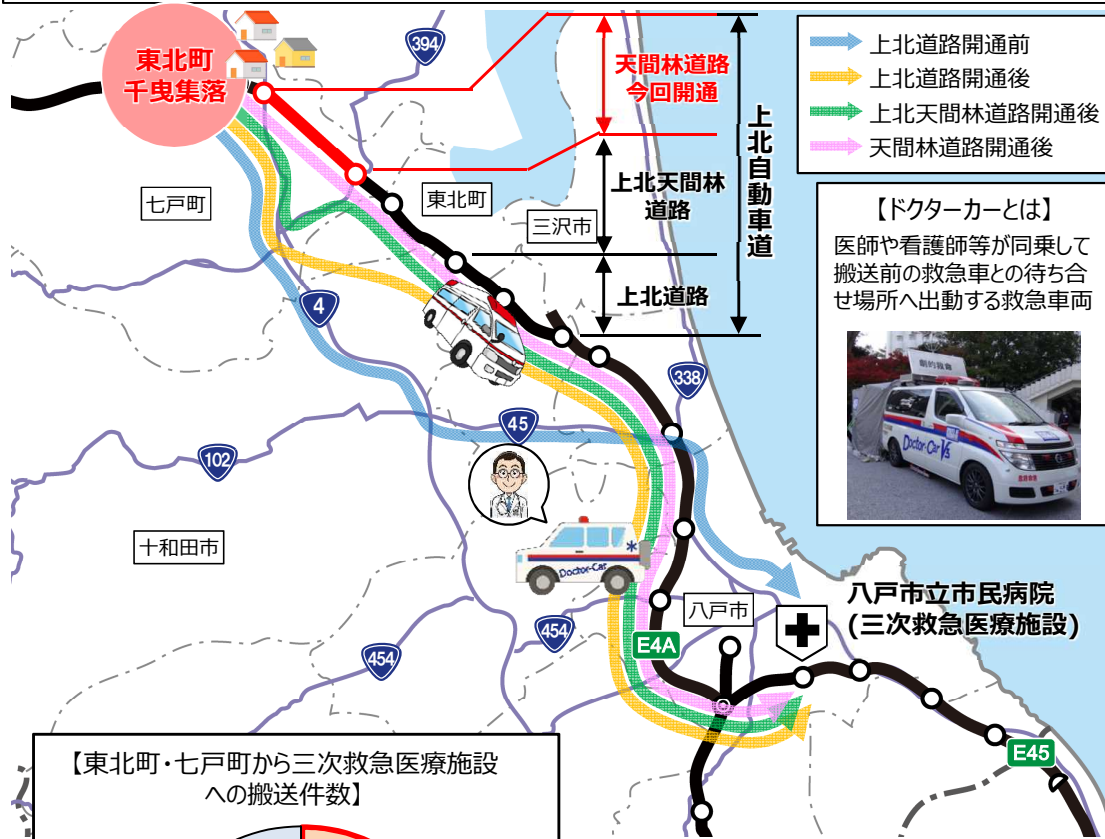 東北町
千曳集落
394
天間林道路
今回開通
上北自動車道
上北天間林
道路
上北道路
上北道路開通前
上北道路開通後
上北天間林道路開通後
天間林道路開通後
【ドクターカーとは】
医師や看護師等が同乗して
搬送前の救急車との待ち合
せ場所へ出動する救急車両
Doctor-Car V3
七戸町
東北町
三沢市
4
338
45
102
十和田市
Doctor-Car
八戸市
八戸市立市民病院
(三次救急医療施設)
454
454
E4A
E45
【東北町・七戸町から三次救急医療施設
への搬送件数】